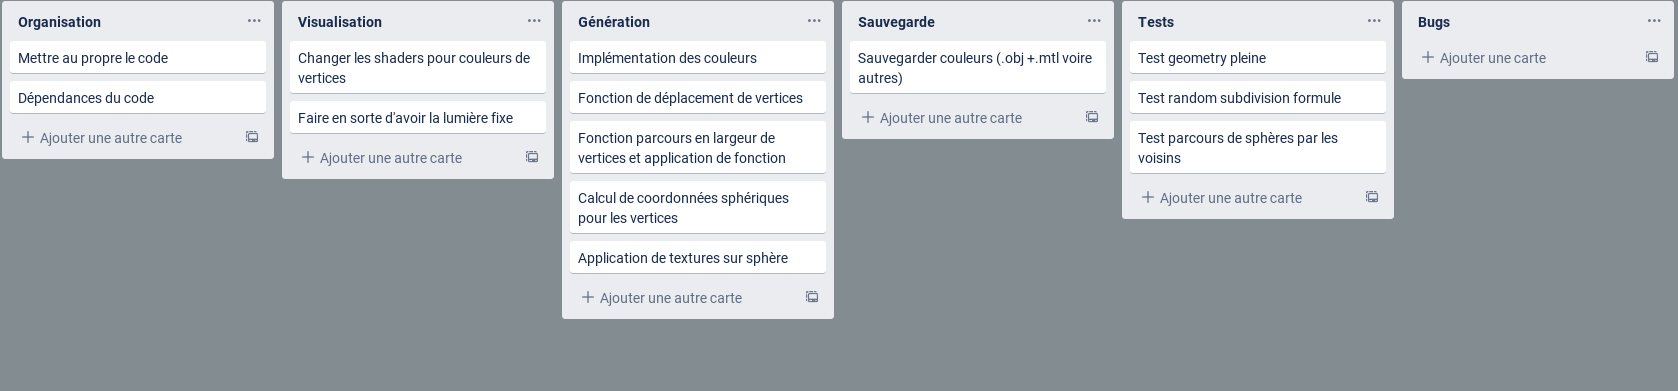 Organisation
Mettre au propre le code
Dépendances du code
Ajouter une autre carte
Visualisation
Changer les shaders pour couleurs de
vertices
Faire en sorte d'avoir la lumière fixe
Ajouter une autre carte
Génération
Implémentation des couleurs
Fonction de déplacement de vertices
Fonction parcours en largeur de
vertices et application de fonction
Calcul de coordonnées sphériques
pour les vertices
Application de textures sur sphère
Ajouter une autre carte
Sauvegarde
Sauvegarder couleurs (.obj +.mtl voire
autres)
Ajouter une autre carte
Tests
Test geometry pleine
Test random subdivision formule
Test parcours de sphères par les
voisins
Ajouter une autre carte
Bugs
Ajouter une carte